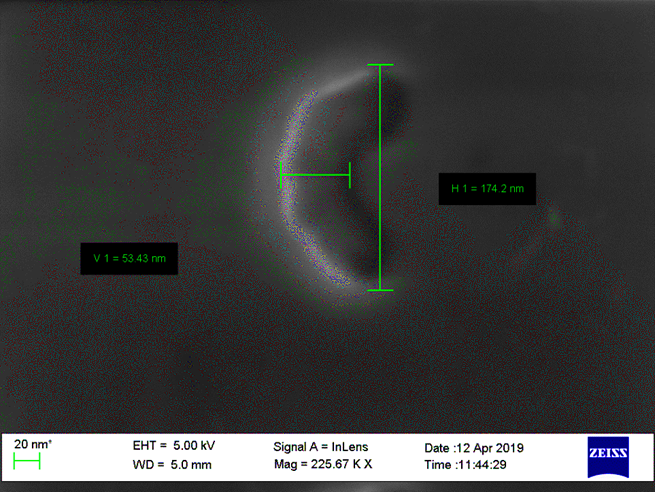 H 1 = 174.2 nm
V 1 = 53.43 nm
20 nm*
EHT = 5.00 kV
WD = 5.0 mm
Signal A = InLens
Mag = 225.67 K X
Date :12 Apr 2019
Time :11:44:29
ZEISS